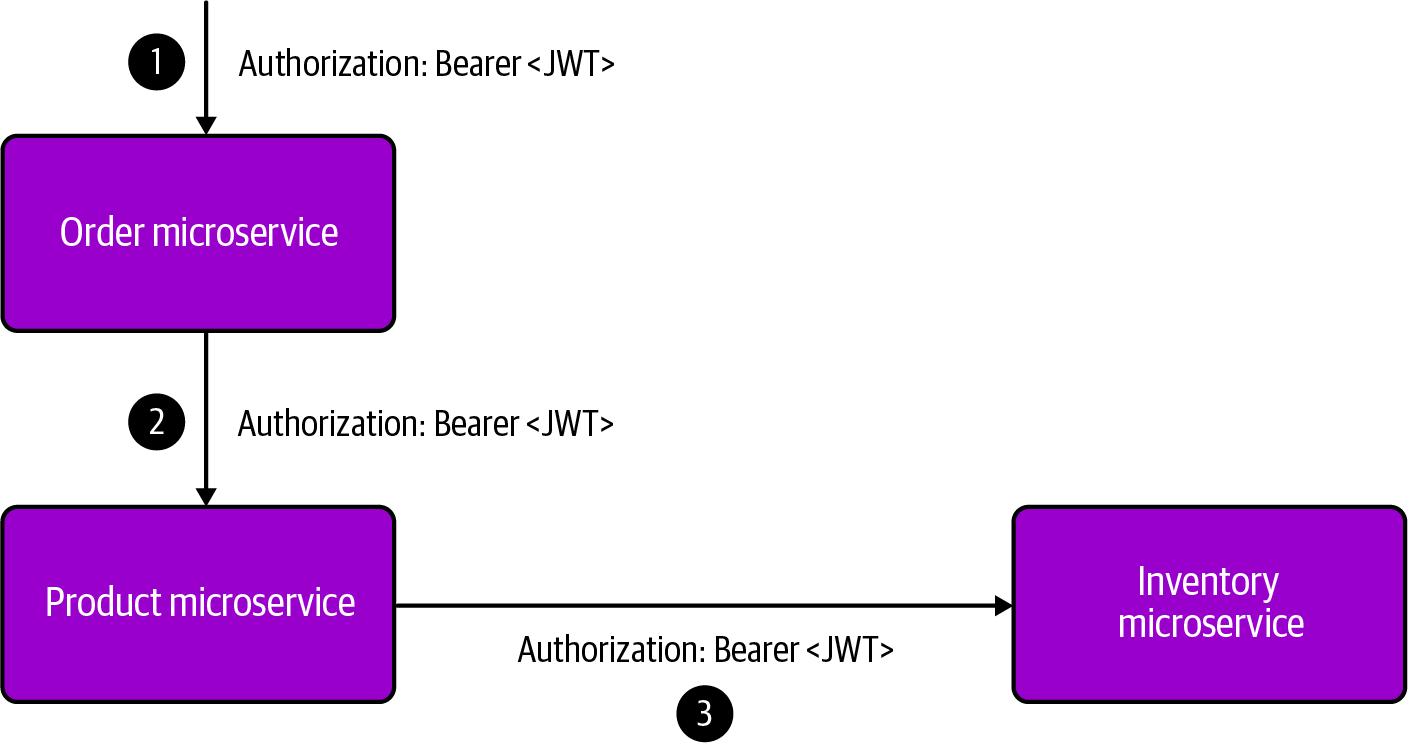 1
Authorization: Bearer <JWT>
Order microservice
2
Authorization: Bearer <JWT>
Product microservice
Inventory
microservice
Authorization: Bearer <JWT>
3